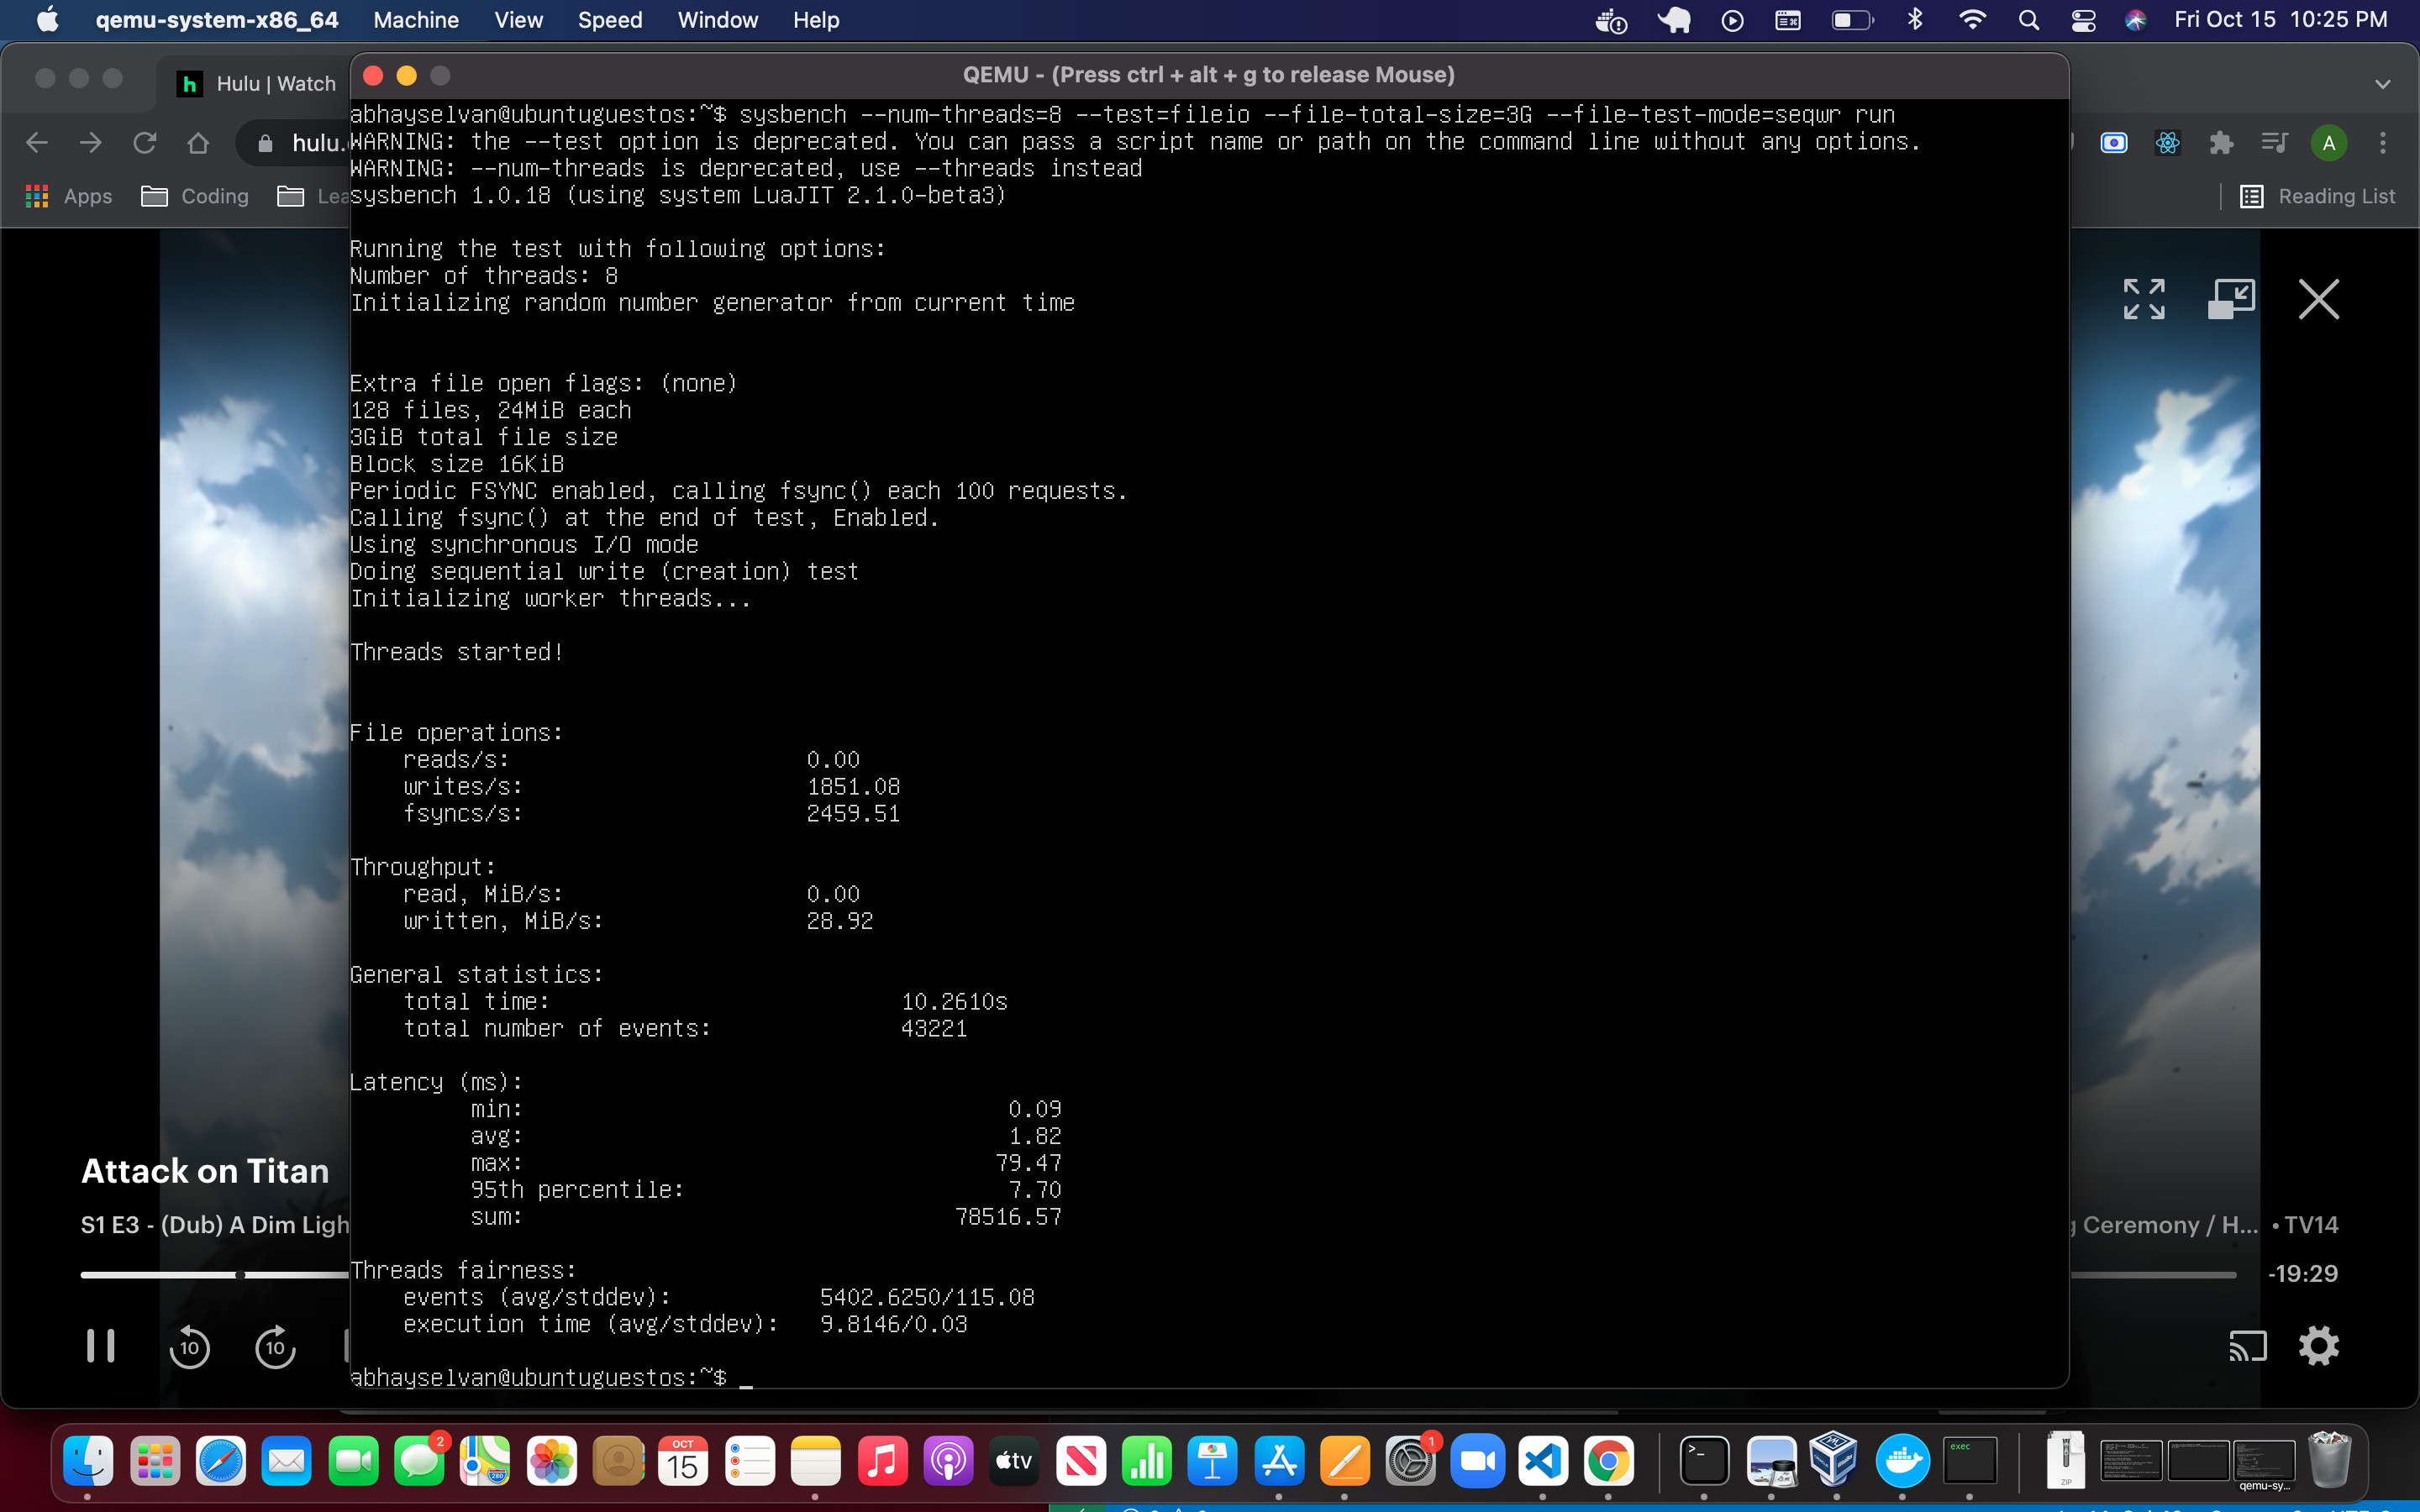 qemu-system-x86_64 Machine View Speed Window Help Fri Oct 15 10:25 PM
h Hulu | Watch
QEMU - (Press ctrl + alt + g to release Mouse)
hulu.
A
Apps Coding Lea
Reading List
abhayselvan@ubuntuguestos:~$ sysbench --num-threads=8 --test=fileio --file-total-size=3G --file-test-mode=seqwr run
WARNING: the --test option is deprecated. You can pass a script name or path on the command line without any options.
WARNING: --num-threads is deprecated, use --threads instead
sysbench 1.0.18 (using system LuaJIT 2.1.0-beta3)
Running the test with following options:
Number of threads: 8
Initializing random number generator from current time
Extra file open flags: (none)
128 files, 24MiB each
3GiB total file size
Block size 16KiB
Periodic FSYNC enabled, calling fsync() each 100 requests.
Calling fsync() at the end of test, Enabled.
Using synchronous I/O mode
Doing sequential write (creation) test
Initializing worker threads...
Threads started!
File operations:
reads/s: 0.00
writes/s: 1851.08
fsyncs/s: 2459.51
Throughput:
read, MiB/s: 0.00
written, MiB/s: 28.92
General statistics:
total time: 10.2610s
total number of events: 43221
Latency (ms):
min: 0.09
avg: 1.82
max: 79.47
95th percentile: 7.70
sum: 78516.57
Threads fairness:
events (avg/stddev): 5402.6250/115.08
execution time (avg/stddev): 9.8146/0.03
abhayselvan@ubuntuguestos:~$ _
Attack on Titan
S1 E3 - (Dub) A Dim Ligh
g Ceremony / H... • TV14
-19:29
10 10
2
OCT
15
280
tv
1
>_
exec
ZIP
qemu-sy...